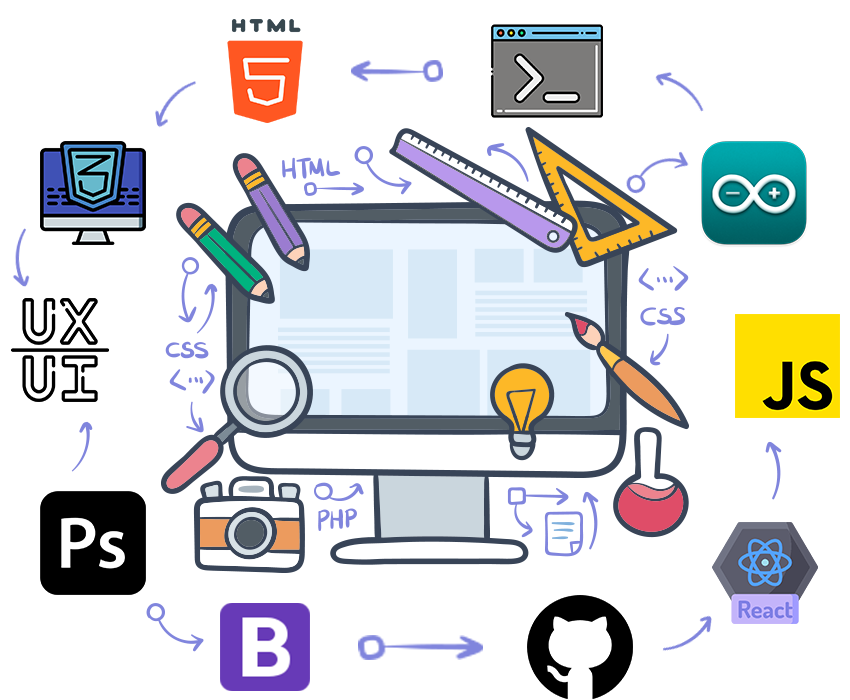 HTML
5
>_
3
HTML
− +
<···>
CSS
UX
UI
CSS
<···>
JS
Ps
PHP
React
B